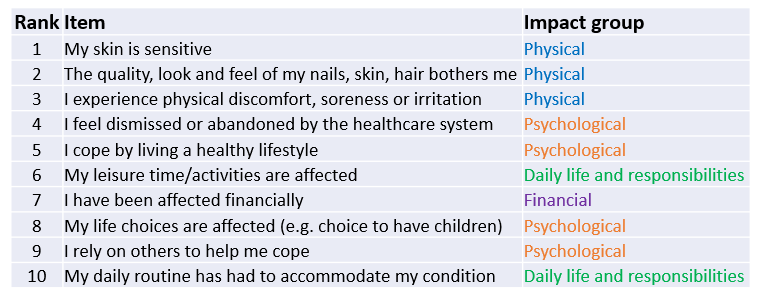 Rank Item Impact group
1 My skin is sensitive Physical
2 The quality, look and feel of my nails, skin, hair bothers me Physical
3 I experience physical discomfort, soreness or irritation Physical
4 I feel dismissed or abandoned by the healthcare system Psychological
5 I cope by living a healthy lifestyle Psychological
6 My leisure time/activities are affected Daily life and responsibilities
7 I have been affected financially Financial
8 My life choices are affected (e.g. choice to have children) Psychological
9 I rely on others to help me cope Psychological
10 My daily routine has had to accommodate my condition Daily life and responsibilities